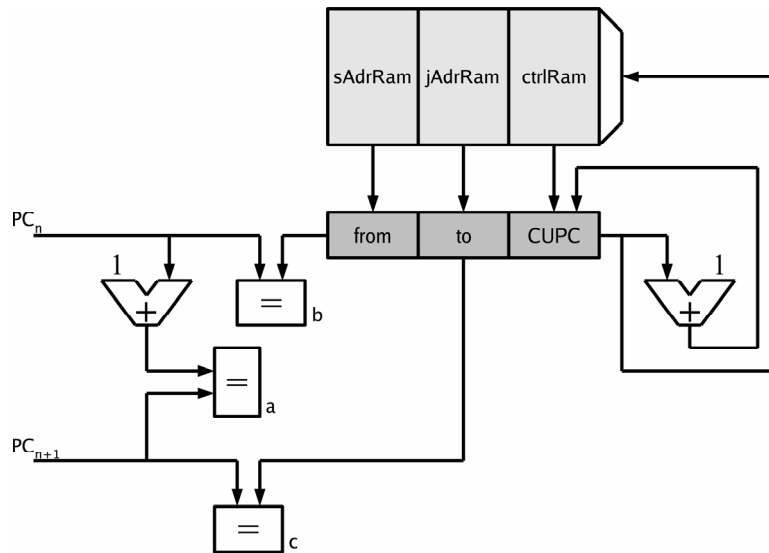 sAdrRam jAdrRam ctrlRam
PCn
from to CUPC
1 1
+ +
= b
= a
PCn+1
= c